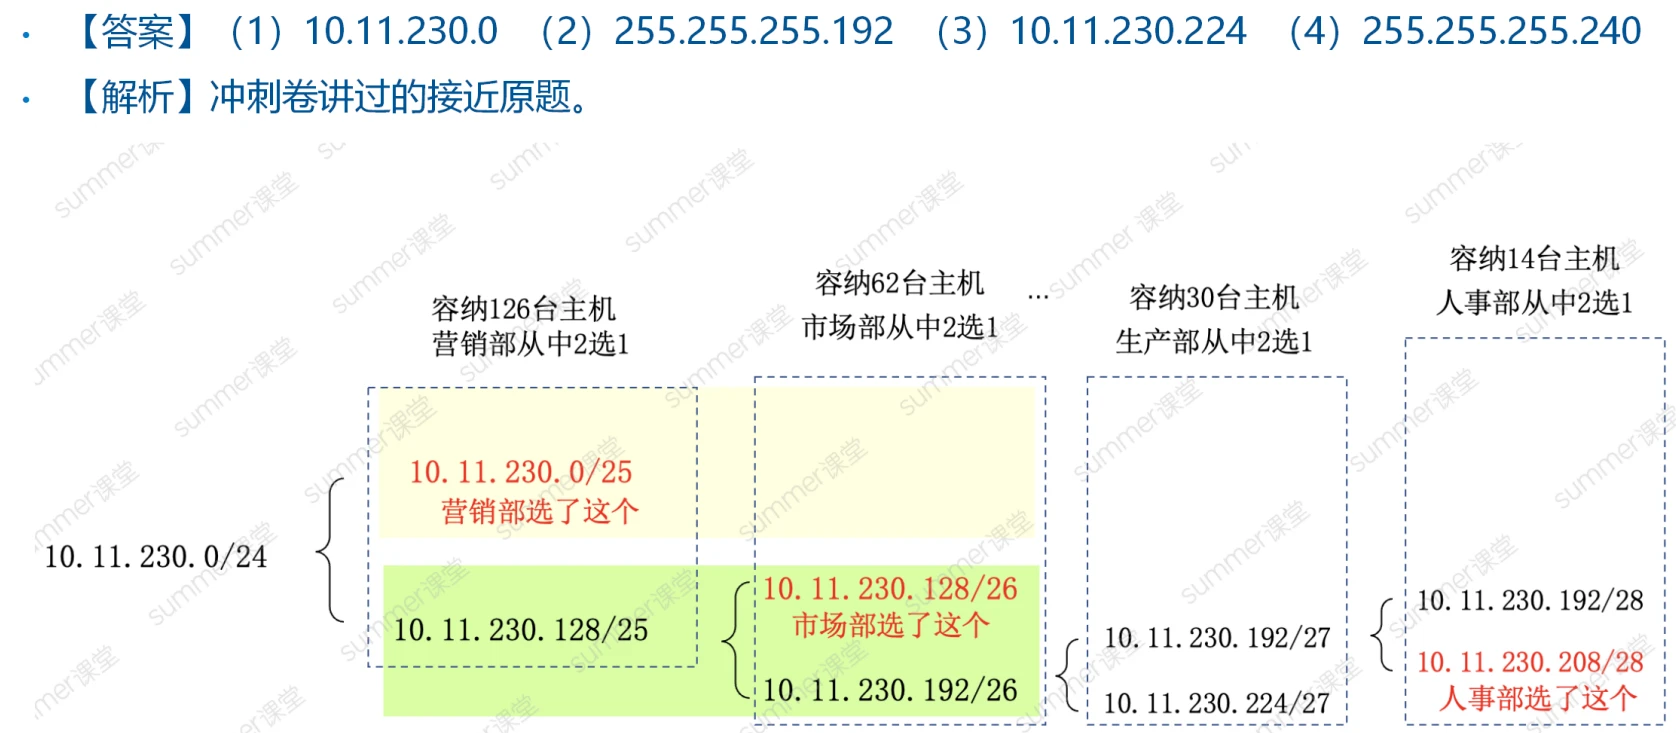 · 【答案】（1）10.11.230.0 （2）255.255.255.192 （3）10.11.230.224 （4）255.255.255.240
· 【解析】冲刺卷讲过的接近原题。
容纳126台主机
营销部从中2选1
容纳62台主机
市场部从中2选1
...
容纳30台主机
生产部从中2选1
容纳14台主机
人事部从中2选1
10.11.230.0/24
10.11.230.0/25
营销部选了这个
10.11.230.128/25
10.11.230.128/26
市场部选了这个
10.11.230.192/26
10.11.230.192/27
10.11.230.224/27
10.11.230.192/28
10.11.230.208/28
人事部选了这个
summer课堂